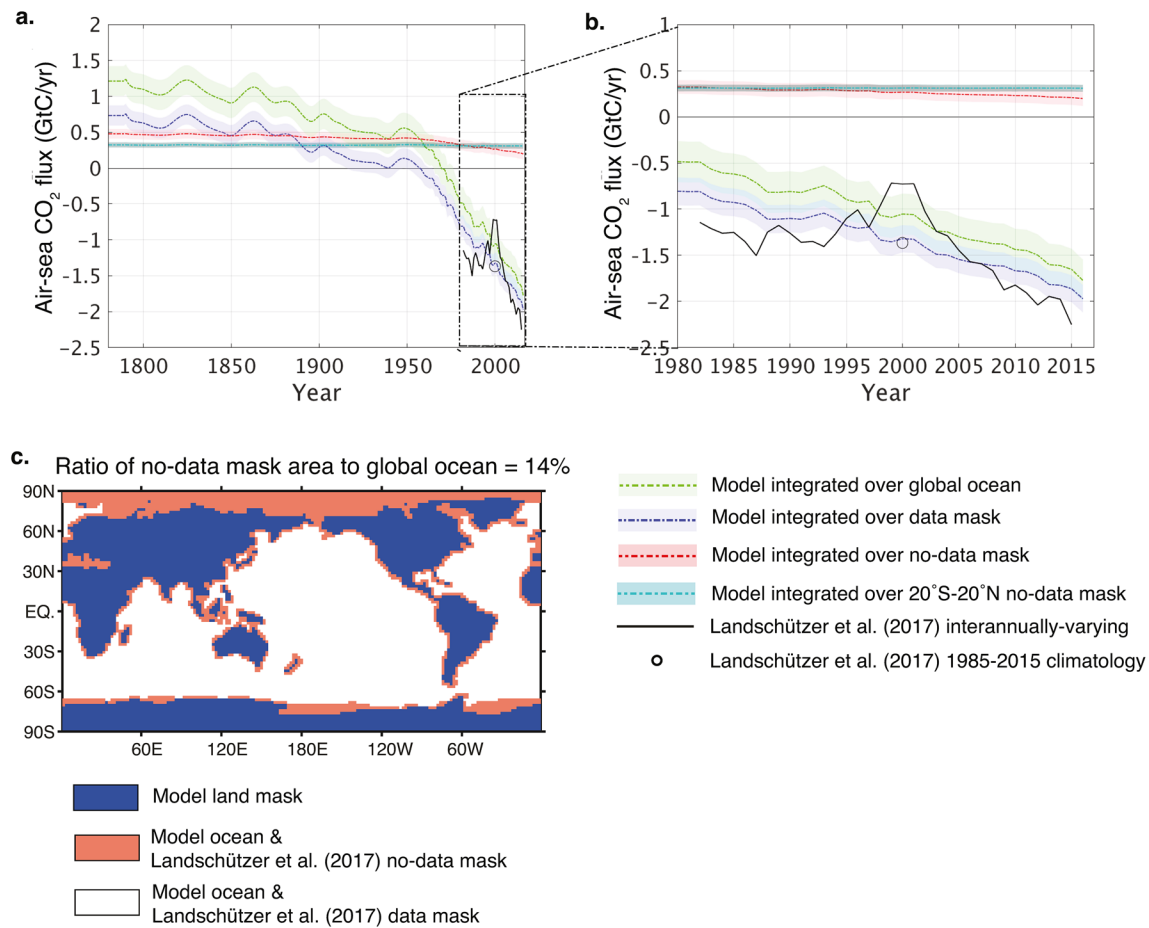 a.
2
1.5
1
0.5
0
-0.5
-1
-1.5
-2
-2.5
Air-sea CO2 flux (GtC/yr)
1800 1850 1900 1950 2000
Year
b.
1
0.5
0
-0.5
-1
-1.5
-2
-2.5
Air-sea CO2 flux (GtC/yr)
1980 1985 1990 1995 2000 2005 2010 2015
Year
c.
Ratio of no-data mask area to global ocean = 14%
90N
60N
30N
EQ.
30S
60S
90S
60E 120E 180E 120W 60W
Model land mask
Model ocean &
Landschützer et al. (2017) no-data mask
Model ocean &
Landschützer et al. (2017) data mask
Model integrated over global ocean
Model integrated over data mask
Model integrated over no-data mask
Model integrated over 20˚S-20˚N no-data mask
Landschützer et al. (2017) interannually-varying
Landschützer et al. (2017) 1985-2015 climatology